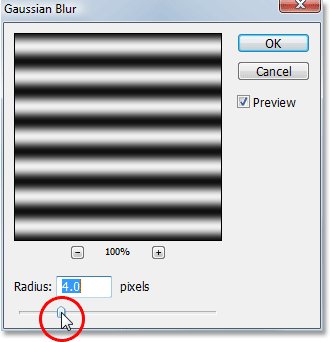 Gaussian Blur
OK
Cancel
Preview
100%
Radius: 4.0 pixels